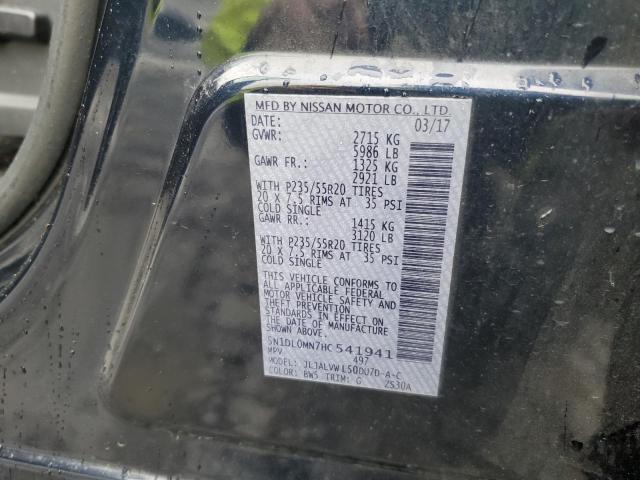 MFD BY NISSAN MOTOR CO., LTD.
DATE: 03/17
GVWR: 2715 KG
5986 LB
GAWR FR.: 1325 KG
2921 LB
WITH P235/55R20 TIRES
20 X 7.5 RIMS AT 35 PSI
COLD SINGLE
GAWR RR.: 1415 KG
3120 LB
WITH P235/55R20 TIRES
20 X 7.5 RIMS AT 35 PSI
COLD SINGLE
THIS VEHICLE CONFORMS TO
ALL APPLICABLE FEDERAL
MOTOR VEHICLE SAFETY AND
THEFT PREVENTION
STANDARDS IN EFFECT ON
THE DATE OF MANUFACTURE
SHOWN ABOVE.
5N1DL0MN7HC 541941
MPV 497
MODEL: JLJALVWL50DU7D-A-C
COLOR: BW5 TRIM: G ZS30A